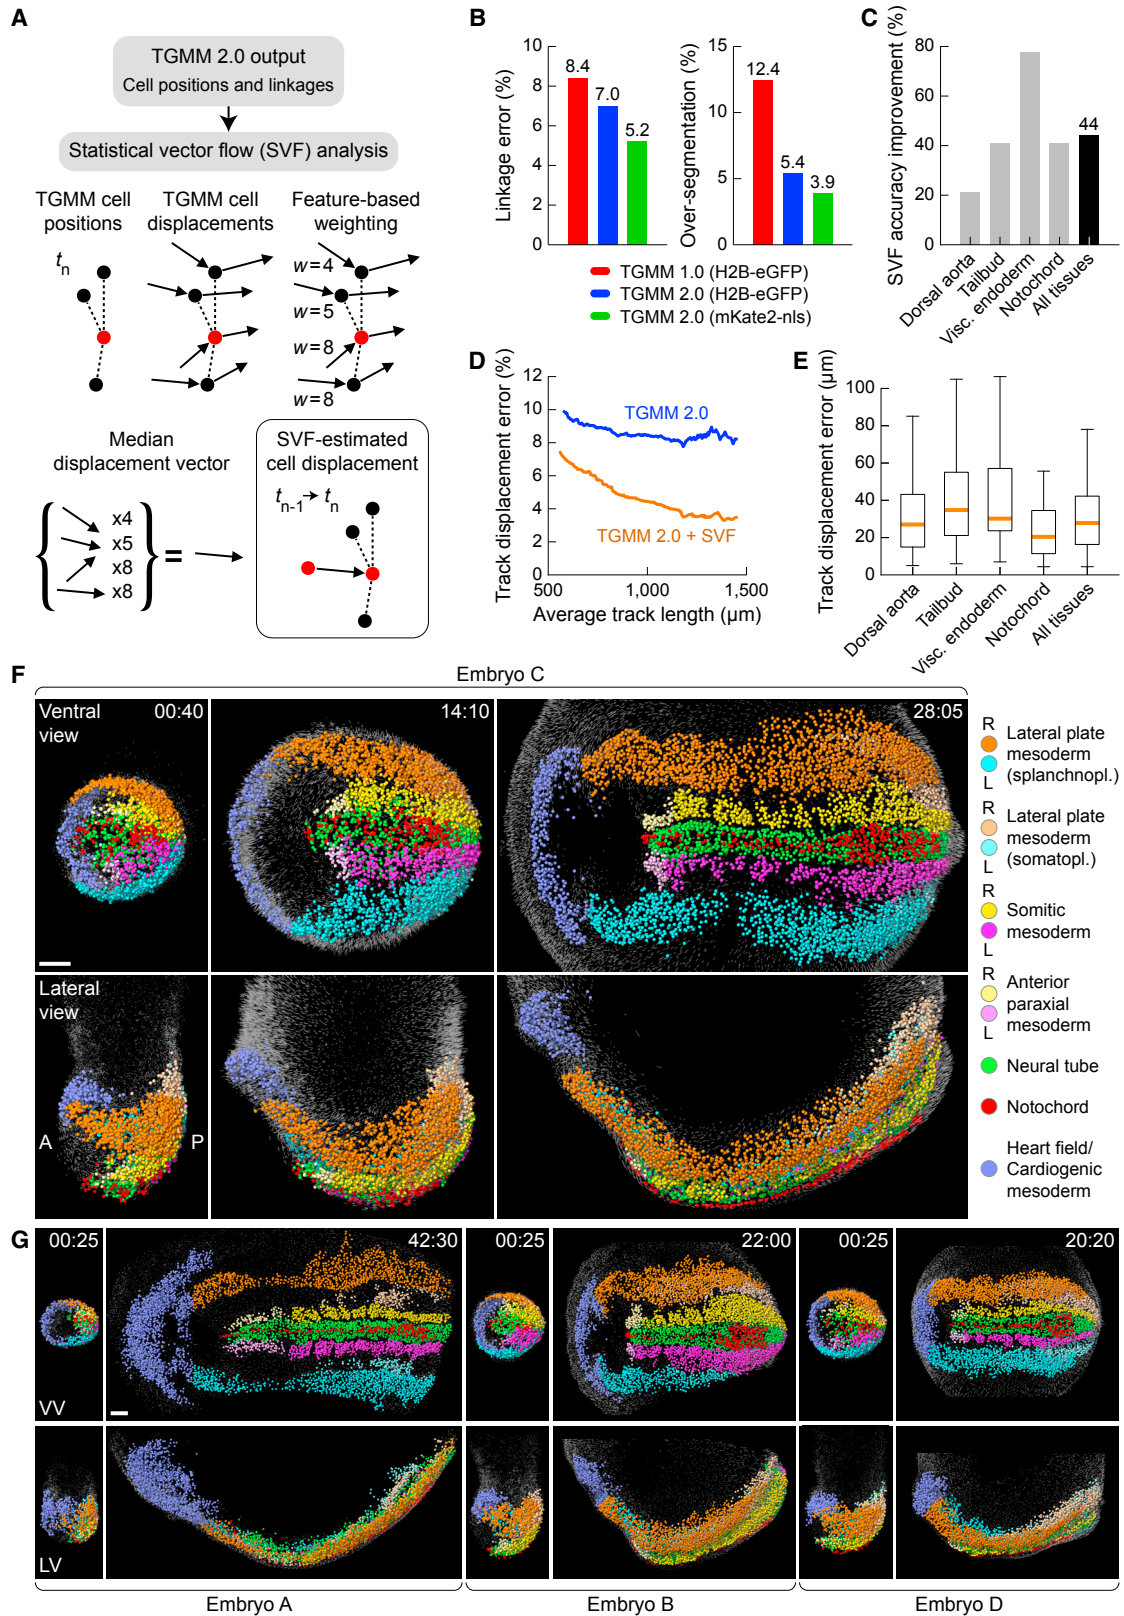 A
TGMM 2.0 output
Cell positions and linkages
Statistical vector flow (SVF) analysis
TGMM cell
positions
TGMM cell
displacements
Feature-based
weighting
tn
w=4
w=5
w=8
w=8
Median
displacement vector
x4
x5
x8
x8
=
SVF-estimated
cell displacement
tn-1 → tn
B
Linkage error (%)
10
8
6
4
2
0
8.4
7.0
5.2
Over-segmentation (%)
15
10
5
0
12.4
5.4
3.9
TGMM 1.0 (H2B-eGFP)
TGMM 2.0 (H2B-eGFP)
TGMM 2.0 (mKate2-nls)
C
SVF accuracy improvement (%)
80
60
40
20
0
44
Dorsal aorta
Tailbud
Visc. endoderm
Notochord
All tissues
D
Track displacement error (%)
12
10
8
6
4
2
0
TGMM 2.0
TGMM 2.0 + SVF
500
1,000
1,500
Average track length (μm)
E
Track displacement error (μm)
100
80
60
40
20
0
Dorsal aorta
Tailbud
Visc. endoderm
Notochord
All tissues
F
Embryo C
Ventral
view
00:40
14:10
28:05
Lateral
view
A
P
R
L
Lateral plate
mesoderm
(splanchnopl.)
R
L
Lateral plate
mesoderm
(somatopl.)
R
L
Somitic
mesoderm
R
L
Anterior
paraxial
mesoderm
Neural tube
Notochord
Heart field/
Cardiogenic
mesoderm
G
00:25
42:30
00:25
22:00
00:25
20:20
VV
LV
Embryo A
Embryo B
Embryo D